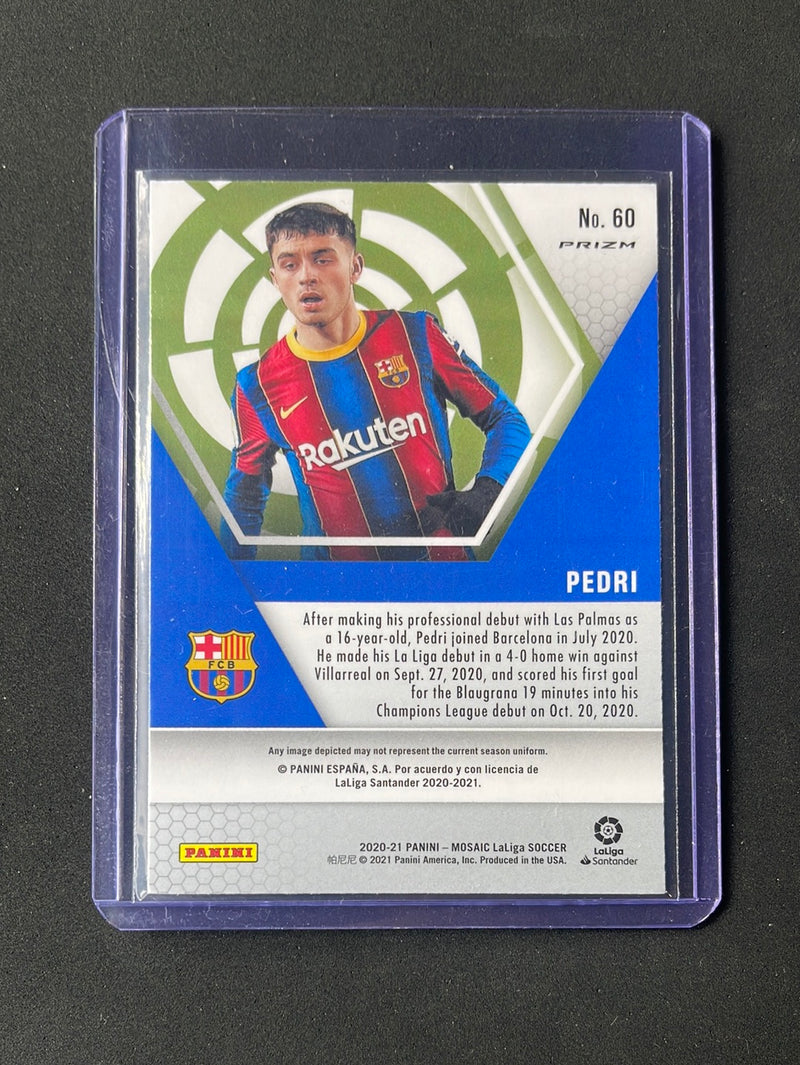 No. 60
PRIZM
Rakuten
PEDRI
After making his professional debut with Las Palmas as
a 16-year-old, Pedri joined Barcelona in July 2020.
He made his La Liga debut in a 4-0 home win against
Villarreal on Sept. 27, 2020, and scored his first goal
for the Blaugrana 19 minutes into his
Champions League debut on Oct. 20, 2020.
FCB
Any image depicted may not represent the current season uniform.
© PANINI ESPAÑA, S.A. Por acuerdo y con licencia de
LaLiga Santander 2020-2021.
PANINI
2020-21 PANINI – MOSAIC LaLiga SOCCER
帕尼尼 © 2021 Panini America, Inc. Produced in the USA.
LaLiga
Santander